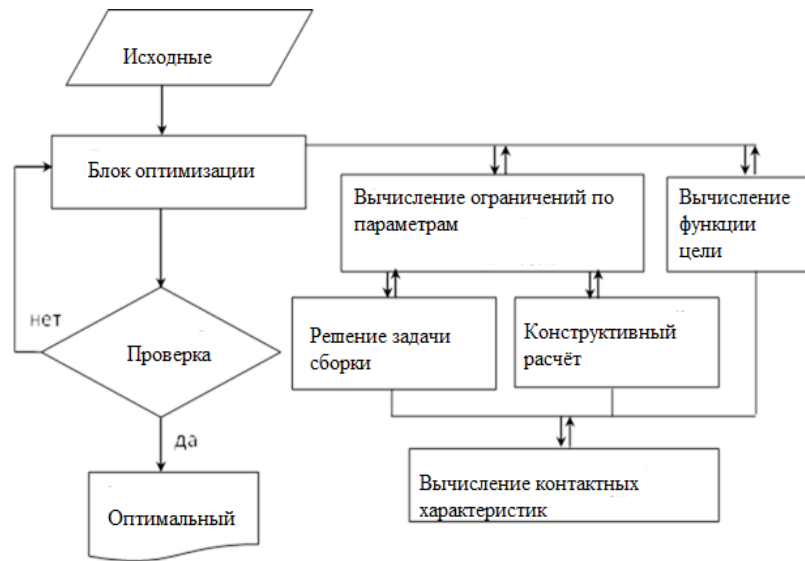 Исходные
Блок оптимизации
Вычисление ограничений по
параметрам
Вычисление
функции
цели
нет
Проверка
Решение задачи
сборки
Конструктивный
расчёт
да
Оптимальный
Вычисление контактных
характеристик